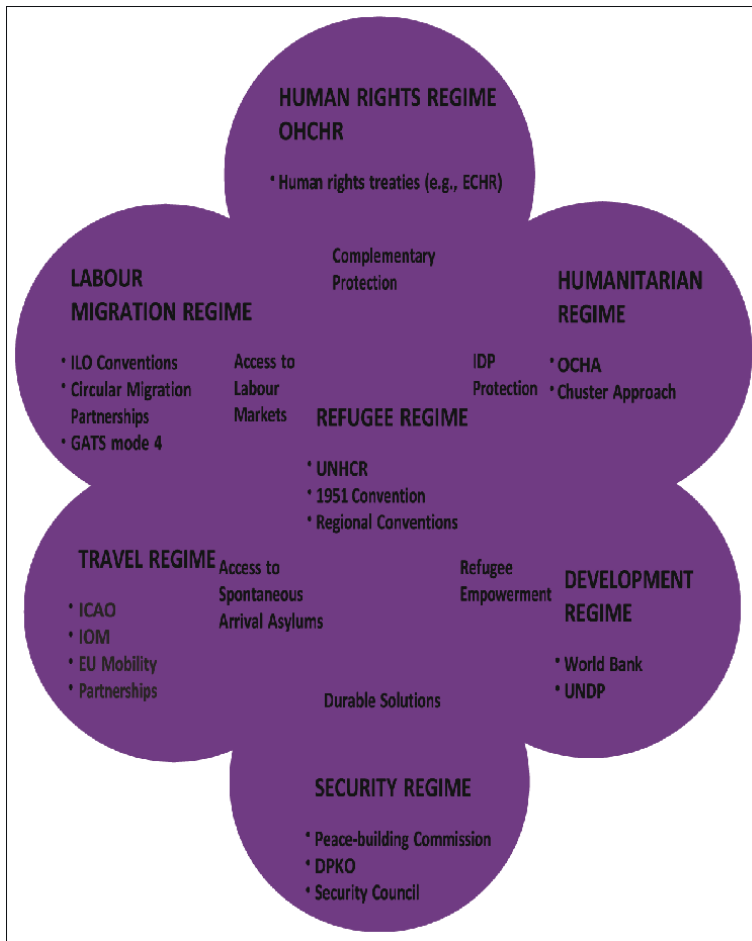 HUMAN RIGHTS REGIME
OHCHR
• Human rights treaties (e.g., ECHR)
Complementary
Protection
LABOUR
MIGRATION REGIME
• ILO Conventions
• Circular Migration
Partnerships
• GATS mode 4
Access to
Labour
Markets
IDP
Protection
HUMANITARIAN
REGIME
• OCHA
• Chuster Approach
REFUGEE REGIME
• UNHCR
• 1951 Convention
• Regional Conventions
TRAVEL REGIME
• ICAO
• IOM
• EU Mobility
• Partnerships
Access to
Spontaneous
Arrival Asylums
Refugee
Empowerment
DEVELOPMENT
REGIME
• World Bank
• UNDP
Durable Solutions
SECURITY REGIME
• Peace-building Commission
• DPKO
• Security Council